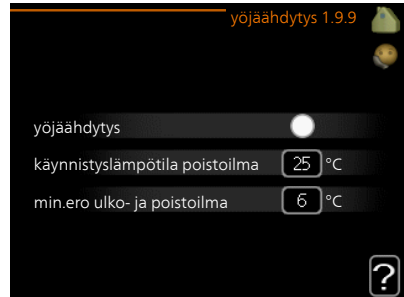 yöjäähdytys 1.9.9
yöjäähdytys
käynnistyslämpötila poistoilma 25 °C
min.ero ulko- ja poistoilma 6 °C
?